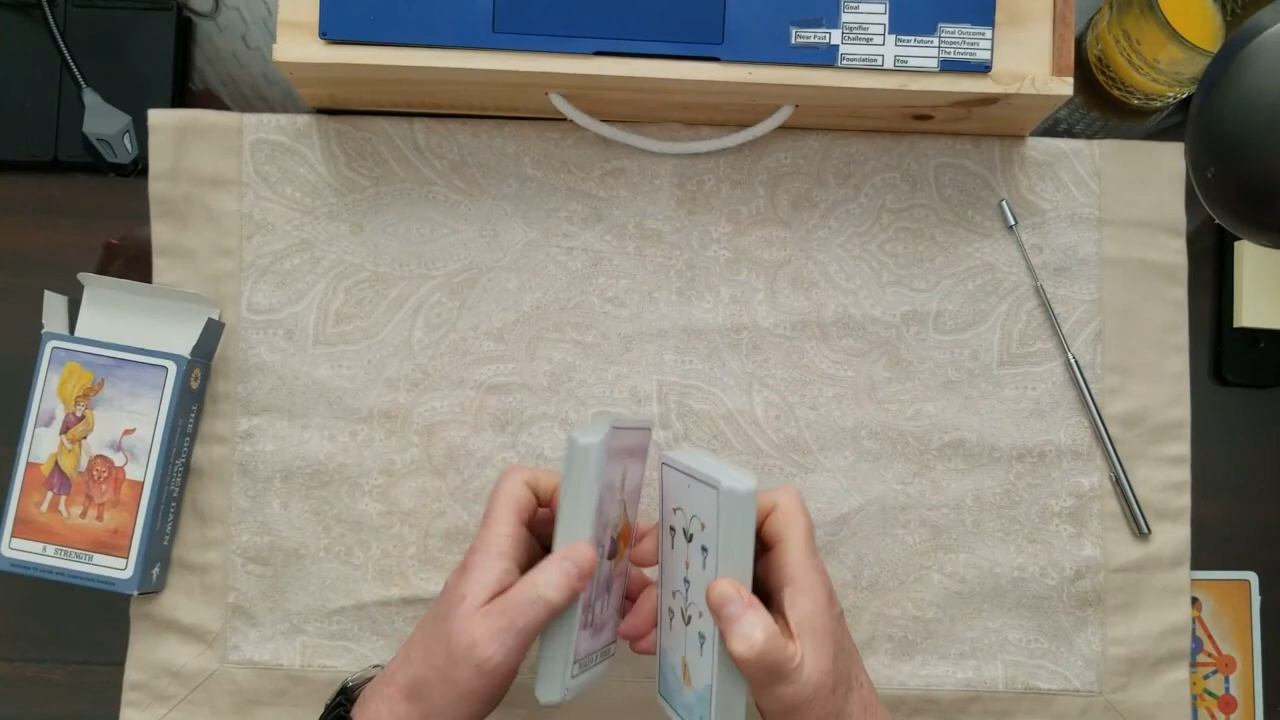 Goal
Signifier
Near Past
Challenge
Near Future
Final Outcome
Hopes/Fears
The Environ
Foundation
You
THE GOLDEN DAWN
8 STRENGTH